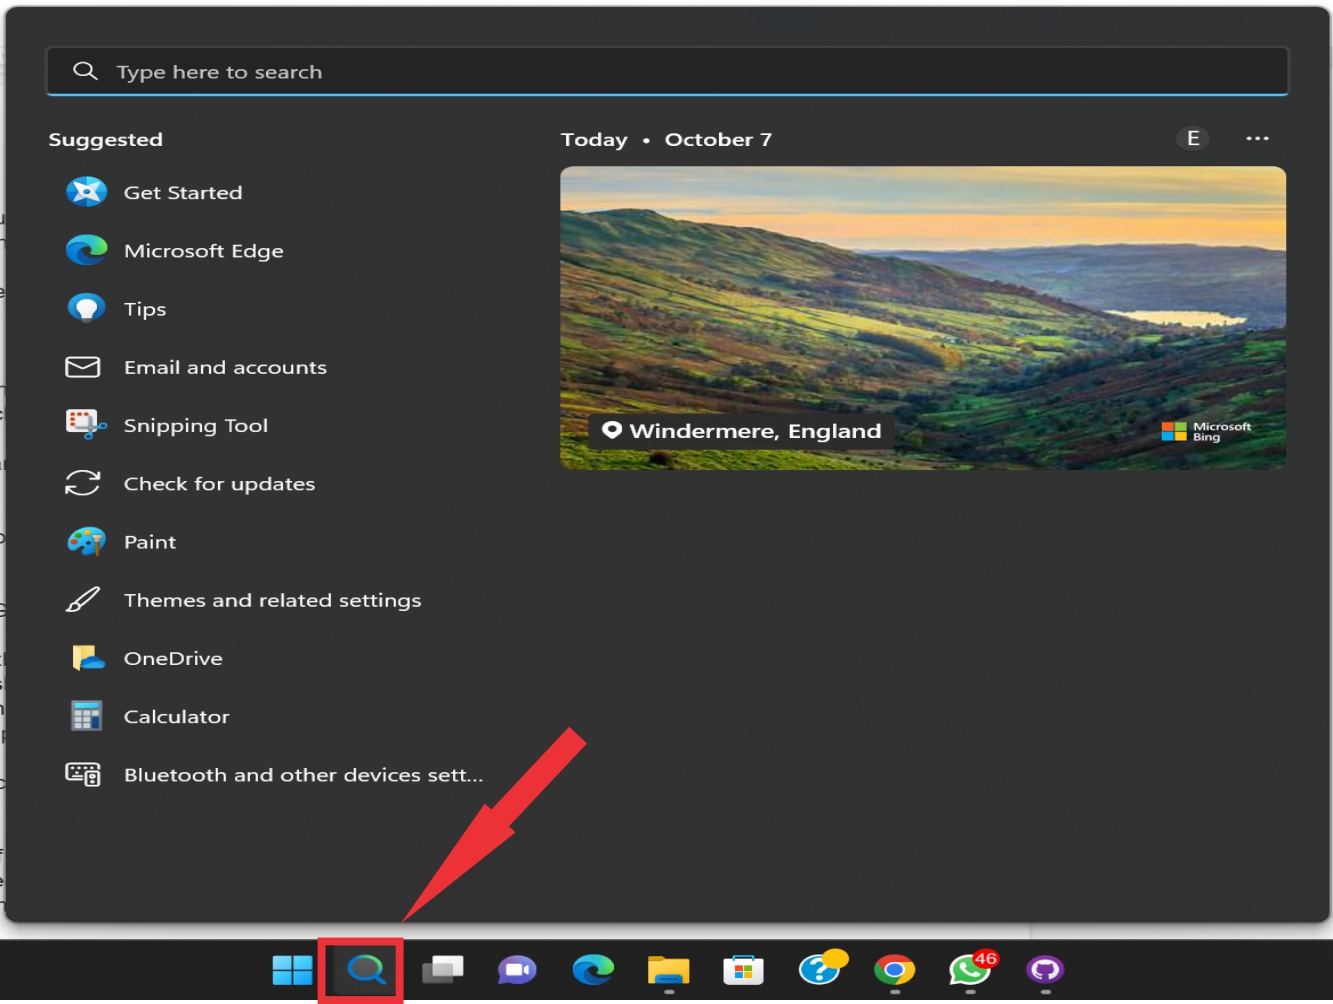 Type here to search
Suggested
Get Started
Microsoft Edge
Tips
Email and accounts
Snipping Tool
Check for updates
Paint
Themes and related settings
OneDrive
Calculator
Bluetooth and other devices sett...
Today • October 7
E
Windermere, England
Microsoft
Bing
46